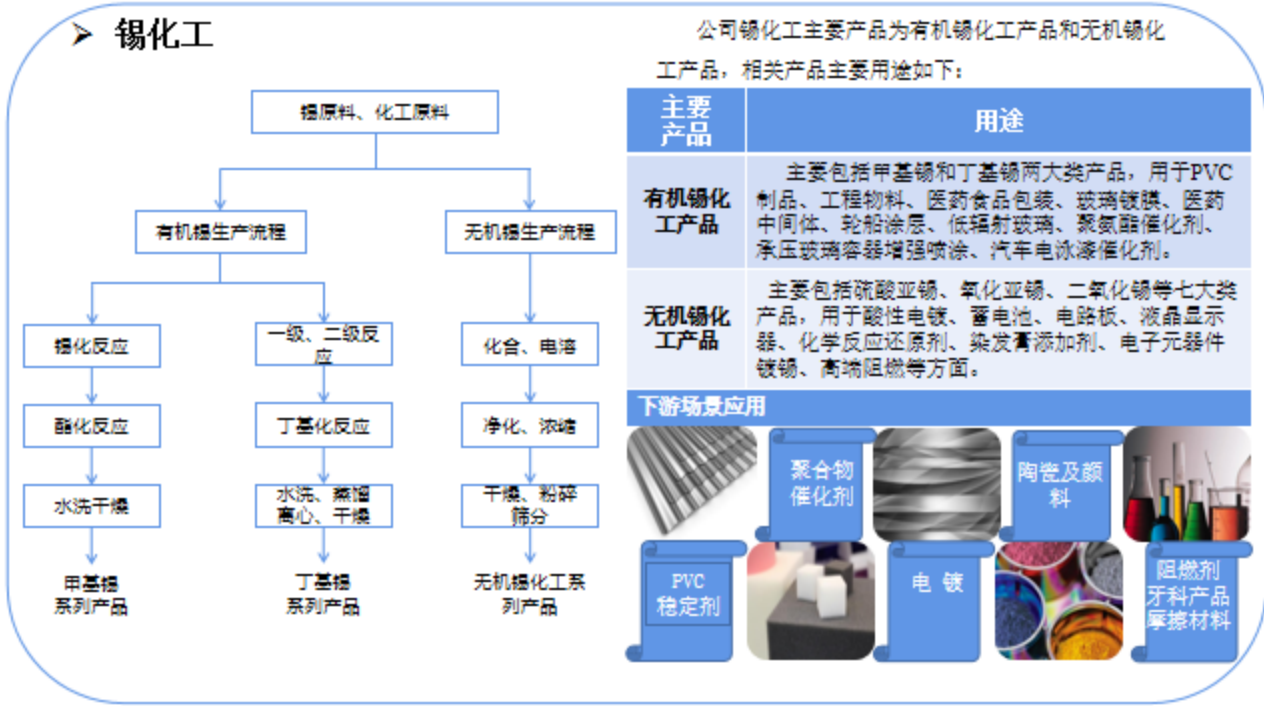 ➤ 锡化工
锡原料、化工原料
有机锡生产流程
无机锡生产流程
锡化反应
一级、二级反
应
化合、电溶
酯化反应
丁基化反应
净化、浓缩
水洗干燥
水洗、蒸馏
离心、干燥
干燥、粉碎
筛分
甲基锡
系列产品
丁基锡
系列产品
无机锡化工系
列产品
公司锡化工主要产品为有机锡化工产品和无机锡化
工产品，相关产品主要用途如下：
主要
产品
用途
有机锡化
工产品
主要包括甲基锡和丁基锡两大类产品，用于PVC
制品、工程物料、医药食品包装、玻璃镀膜、医药
中间体、轮船涂层、低辐射玻璃、聚氨酯催化剂、
承压玻璃容器增强喷涂、汽车电泳漆催化剂。
无机锡化
工产品
主要包括硫酸亚锡、氧化亚锡、二氧化锡等七大类
产品，用于酸性电镀、蓄电池、电路板、液晶显示
器、化学反应还原剂、染发膏添加剂、电子元器件
镀锡、高端阻燃等方面。
下游场景应用
聚合物
催化剂
陶瓷及颜
料
PVC
稳定剂
电 镀
阻燃剂
牙科产品
摩擦材料